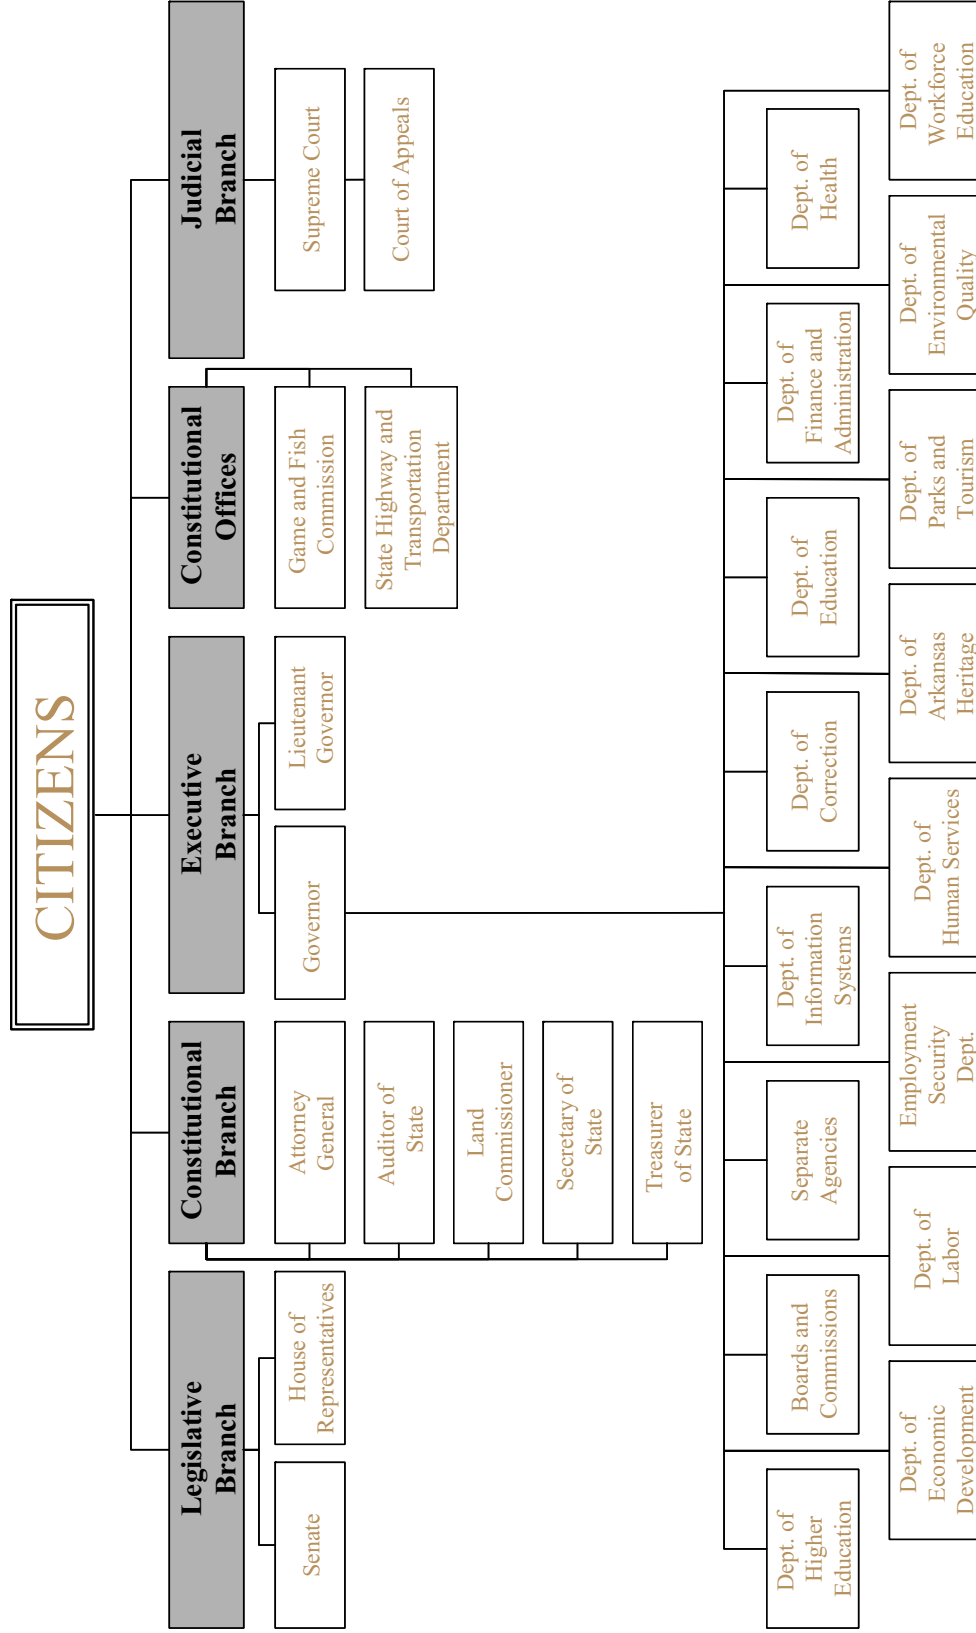 CITIZENS
Legislative
Branch
Constitutional
Branch
Executive
Branch
Constitutional
Offices
Judicial
Branch
Senate
House of
Representatives
Attorney
General
Auditor of
State
Land
Commissioner
Secretary of
State
Treasurer
of State
Governor
Lieutenant
Governor
Game and Fish
Commission
State Highway and
Transportation
Department
Supreme Court
Court of Appeals
Dept. of
Higher
Education
Boards and
Commissions
Separate
Agencies
Dept. of
Information
Systems
Dept. of
Correction
Dept. of
Education
Dept. of
Finance and
Administration
Dept. of
Health
Dept. of
Economic
Development
Dept. of
Labor
Employment
Security
Dept.
Dept. of
Human Services
Dept. of
Arkansas
Heritage
Dept. of
Parks and
Tourism
Dept. of
Environmental
Quality
Dept. of
Workforce
Education